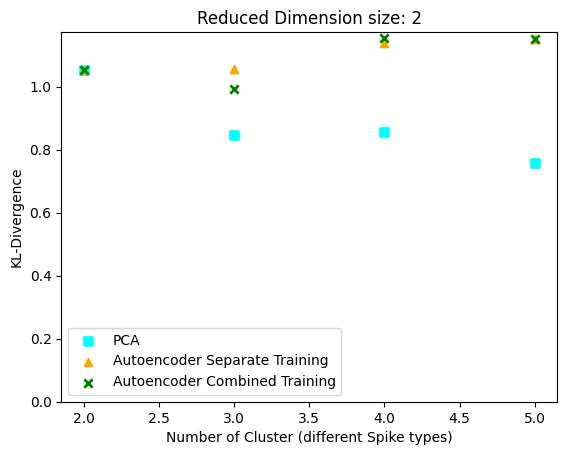 Reduced Dimension size: 2
KL-Divergence
1.0
0.8
0.6
0.4
0.2
0.0
PCA
Autoencoder Separate Training
Autoencoder Combined Training
2.0 2.5 3.0 3.5 4.0 4.5 5.0
Number of Cluster (different Spike types)